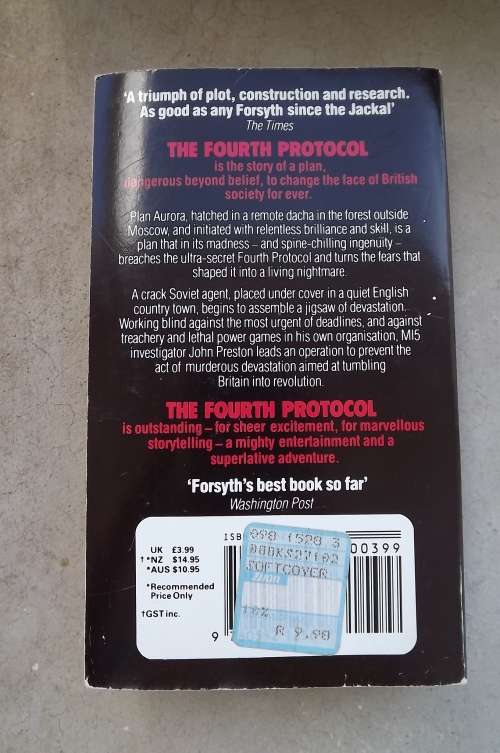 'A triumph of plot, construction and research.
As good as any Forsyth since the Jackal'
The Times
THE FOURTH PROTOCOL
is the story of a plan,
dangerous beyond belief, to change the face of British
society for ever.
Plan Aurora, hatched in a remote dacha in the forest outside
Moscow, and initiated with relentless brilliance and skill, is a
plan that in its madness – and spine-chilling ingenuity –
breaches the ultra-secret Fourth Protocol and turns the fears that
shaped it into a living nightmare.
A crack Soviet agent, placed under cover in a quiet English
country town, begins to assemble a jigsaw of devastation.
Working blind against the most urgent of deadlines, and against
treachery and lethal power games in his own organisation, MI5
investigator John Preston leads an operation to prevent the
act of murderous devastation aimed at tumbling
Britain into revolution.
THE FOURTH PROTOCOL
is outstanding – for sheer excitement, for marvellous
storytelling – a mighty entertainment and a
superlative adventure.
'Forsyth's best book so far'
Washington Post
UK £3.99
†*NZ $14.95
*AUS $10.95
*Recommended
Price Only
†GST inc.
ISB
00399
SOFTCOVER
R 9.90
9